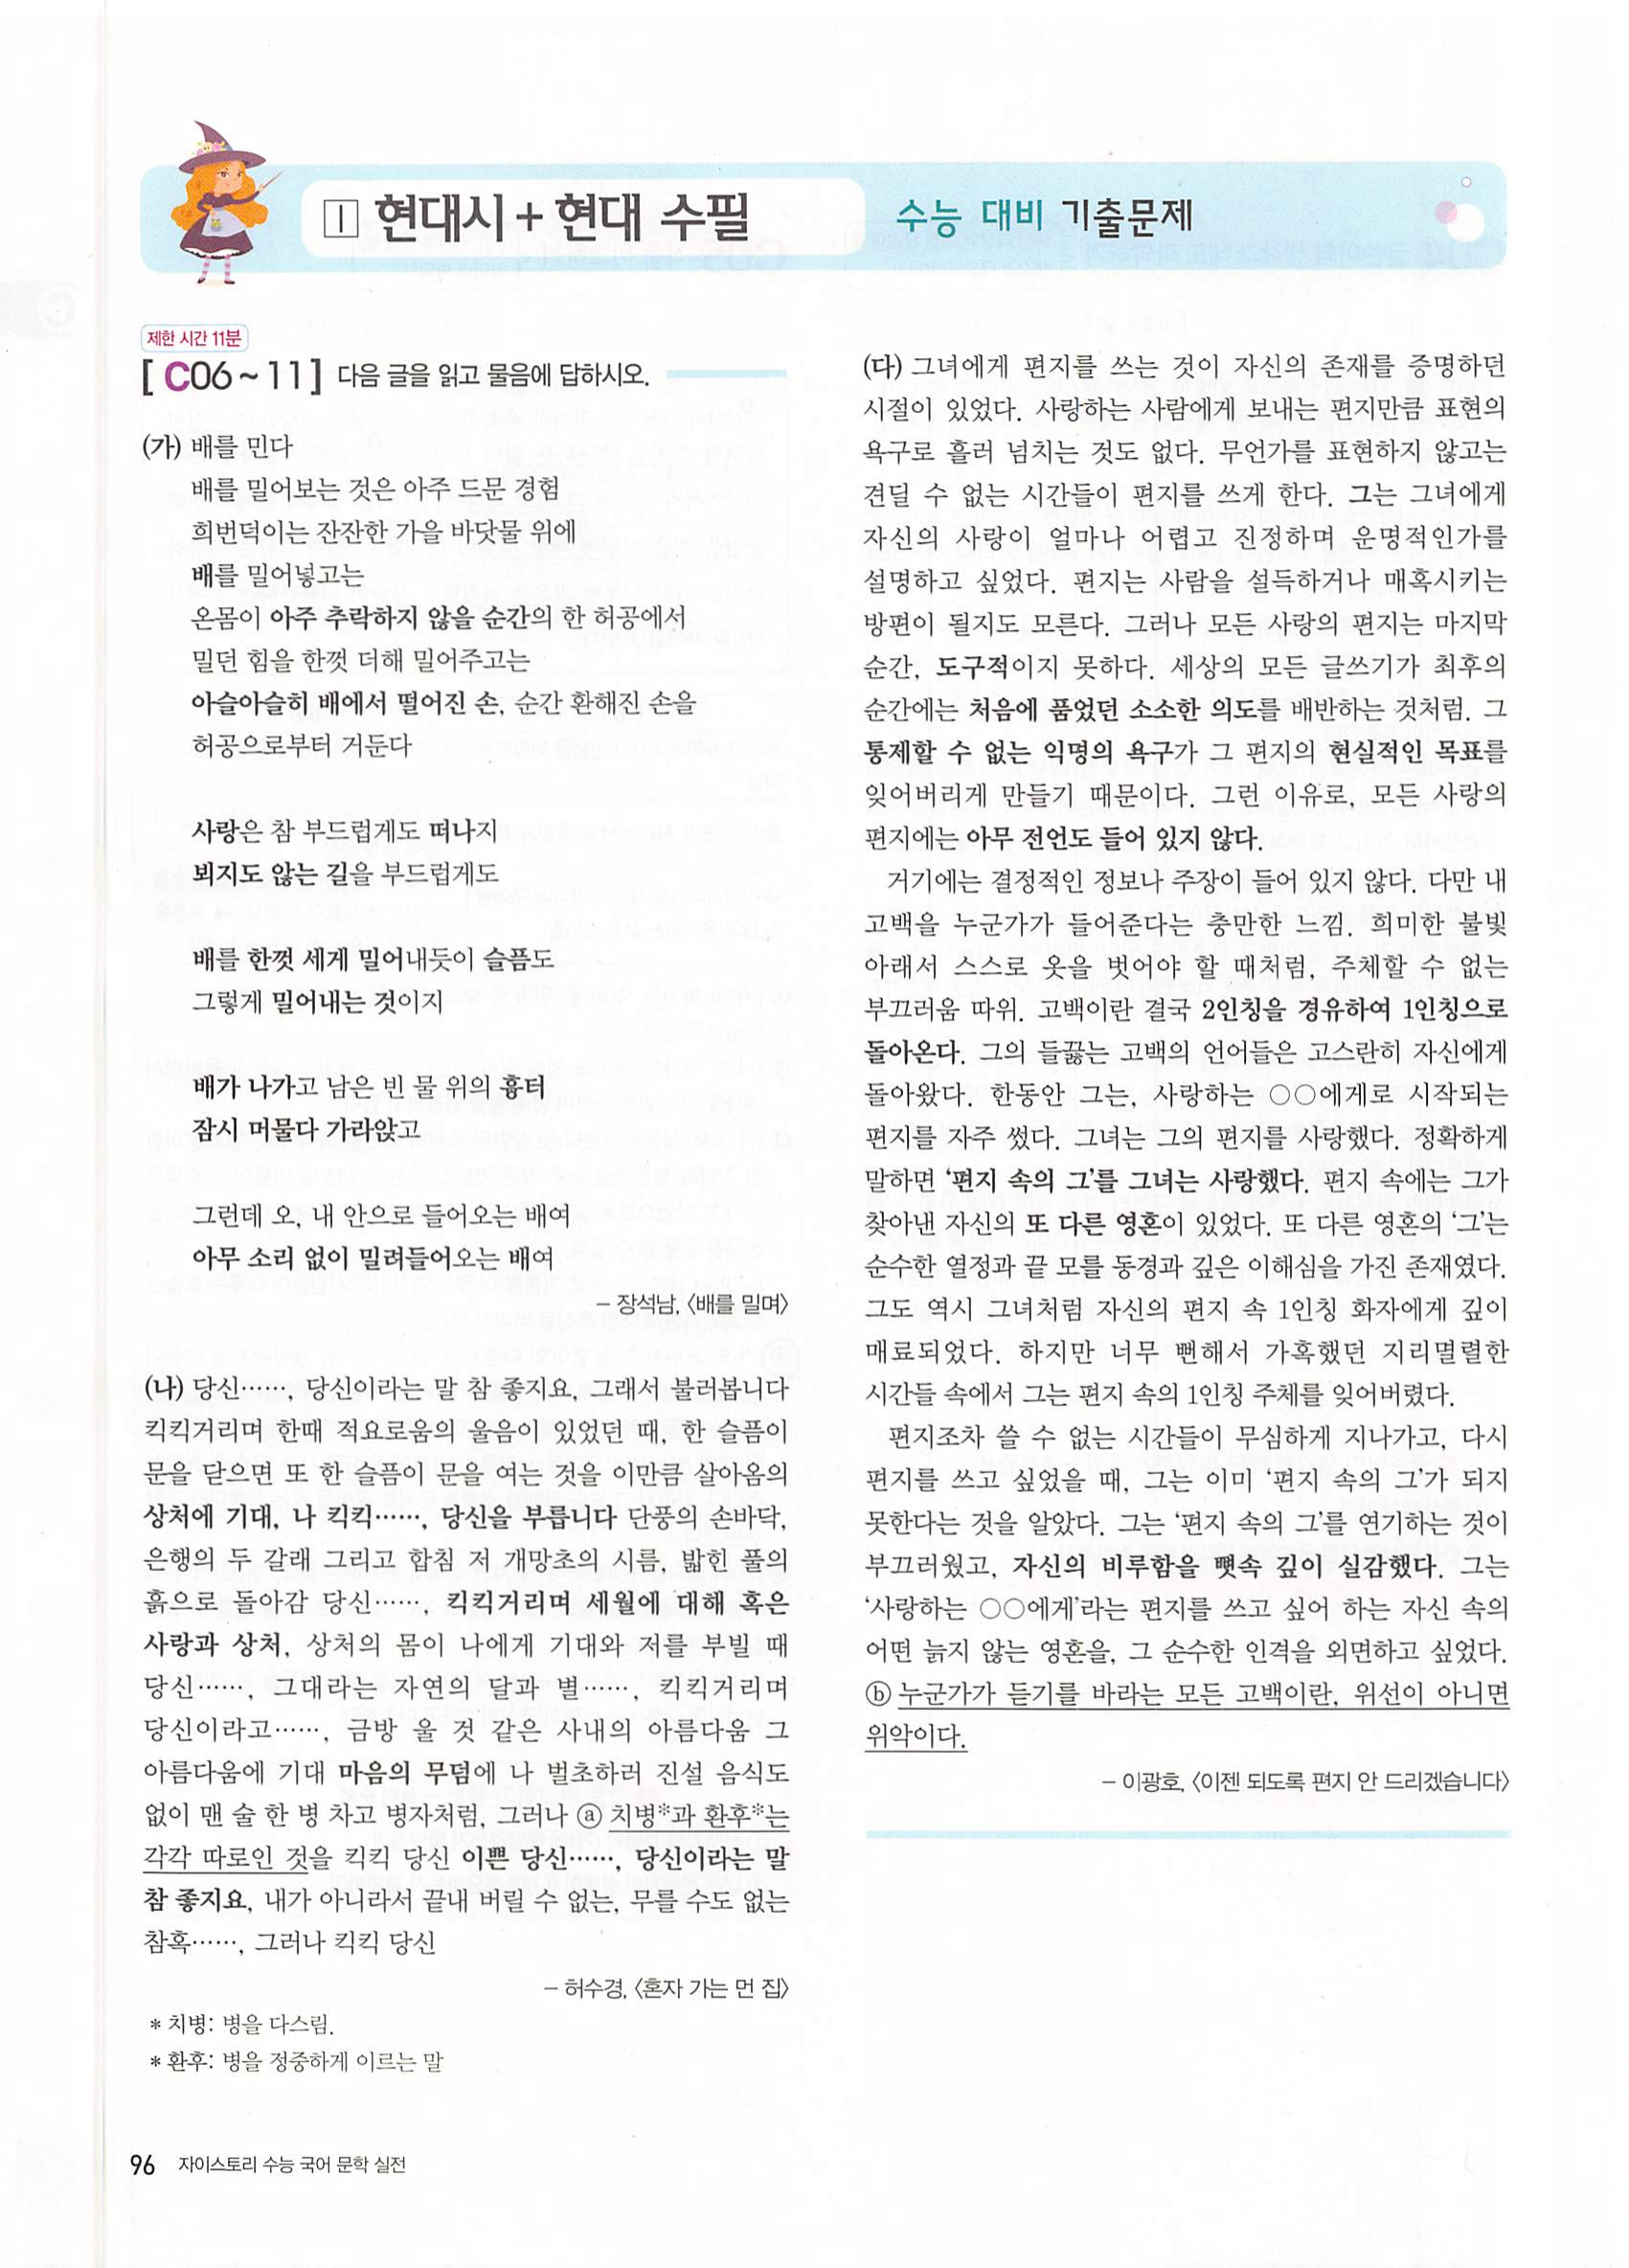 I 현대시 + 현대 수필
수능 대비 기출문제
제한 시간 11분
[ C06 ~ 11 ] 다음 글을 읽고 물음에 답하시오.
(가) 배를 민다
배를 밀어보는 것은 아주 드문 경험
희번덕이는 잔잔한 가을 바닷물 위에
배를 밀어넣고는
온몸이 아주 추락하지 않을 순간의 한 허공에서
밀던 힘을 한껏 더해 밀어주고는
아슬아슬히 배에서 떨어진 손, 순간 환해진 손을
허공으로부터 거둔다
사랑은 참 부드럽게도 떠나지
뵈지도 않는 길을 부드럽게도
배를 한껏 세게 밀어내듯이 슬픔도
그렇게 밀어내는 것이지
배가 나가고 남은 빈 물 위의 흉터
잠시 머물다 가라앉고
그런데 오, 내 안으로 들어오는 배여
아무 소리 없이 밀려들어오는 배여
– 장석남, 〈배를 밀며〉
(나) 당신……, 당신이라는 말 참 좋지요, 그래서 불러봅니다
킥킥거리며 한때 적요로움의 울음이 있었던 때, 한 슬픔이
문을 닫으면 또 한 슬픔이 문을 여는 것을 이만큼 살아옴의
상처에 기대, 나 킥킥……, 당신을 부릅니다 단풍의 손바닥,
은행의 두 갈래 그리고 합침 저 개망초의 시름, 밟힌 풀의
흙으로 돌아감 당신……, 킥킥거리며 세월에 대해 혹은
사랑과 상처, 상처의 몸이 나에게 기대와 저를 부빌 때
당신……, 그대라는 자연의 달과 별……, 킥킥거리며
당신이라고……, 금방 울 것 같은 사내의 아름다움 그
아름다움에 기대 마음의 무덤에 나 벌초하러 진설 음식도
없이 맨 술 한 병 차고 병자처럼, 그러나 ⓐ 치병*과 환후*는
각각 따로인 것을 킥킥 당신 이쁜 당신……, 당신이라는 말
참 좋지요, 내가 아니라서 끝내 버릴 수 없는, 무를 수도 없는
참혹……, 그러나 킥킥 당신
– 허수경, 〈혼자 가는 먼 집〉
* 치병: 병을 다스림.
* 환후: 병을 정중하게 이르는 말
(다) 그녀에게 편지를 쓰는 것이 자신의 존재를 증명하던
시절이 있었다. 사랑하는 사람에게 보내는 편지만큼 표현의
욕구로 흘러 넘치는 것도 없다. 무언가를 표현하지 않고는
견딜 수 없는 시간들이 편지를 쓰게 한다. 그는 그녀에게
자신의 사랑이 얼마나 어렵고 진정하며 운명적인가를
설명하고 싶었다. 편지는 사람을 설득하거나 매혹시키는
방편이 될지도 모른다. 그러나 모든 사랑의 편지는 마지막
순간, 도구적이지 못하다. 세상의 모든 글쓰기가 최후의
순간에는 처음에 품었던 소소한 의도를 배반하는 것처럼. 그
통제할 수 없는 익명의 욕구가 그 편지의 현실적인 목표를
잊어버리게 만들기 때문이다. 그런 이유로, 모든 사랑의
편지에는 아무 전언도 들어 있지 않다.
거기에는 결정적인 정보나 주장이 들어 있지 않다. 다만 내
고백을 누군가가 들어준다는 충만한 느낌. 희미한 불빛
아래서 스스로 옷을 벗어야 할 때처럼, 주체할 수 없는
부끄러움 따위. 고백이란 결국 2인칭을 경유하여 1인칭으로
돌아온다. 그의 들끓는 고백의 언어들은 고스란히 자신에게
돌아왔다. 한동안 그는, 사랑하는 ○○에게로 시작되는
편지를 자주 썼다. 그녀는 그의 편지를 사랑했다. 정확하게
말하면 ‘편지 속의 그’를 그녀는 사랑했다. 편지 속에는 그가
찾아낸 자신의 또 다른 영혼이 있었다. 또 다른 영혼의 ‘그’는
순수한 열정과 끝 모를 동경과 깊은 이해심을 가진 존재였다.
그도 역시 그녀처럼 자신의 편지 속 1인칭 화자에게 깊이
매료되었다. 하지만 너무 뻔해서 가혹했던 지리멸렬한
시간들 속에서 그는 편지 속의 1인칭 주체를 잊어버렸다.
편지조차 쓸 수 없는 시간들이 무심하게 지나가고, 다시
편지를 쓰고 싶었을 때, 그는 이미 ‘편지 속의 그’가 되지
못한다는 것을 알았다. 그는 ‘편지 속의 그’를 연기하는 것이
부끄러웠고, 자신의 비루함을 뼛속 깊이 실감했다. 그는
‘사랑하는 ○○에게’라는 편지를 쓰고 싶어 하는 자신 속의
어떤 늙지 않는 영혼을, 그 순수한 인격을 외면하고 싶었다.
ⓑ 누군가가 듣기를 바라는 모든 고백이란, 위선이 아니면
위악이다.
– 이광호, 〈이젠 되도록 편지 안 드리겠습니다〉
96 자이스토리 수능 국어 문학 실전